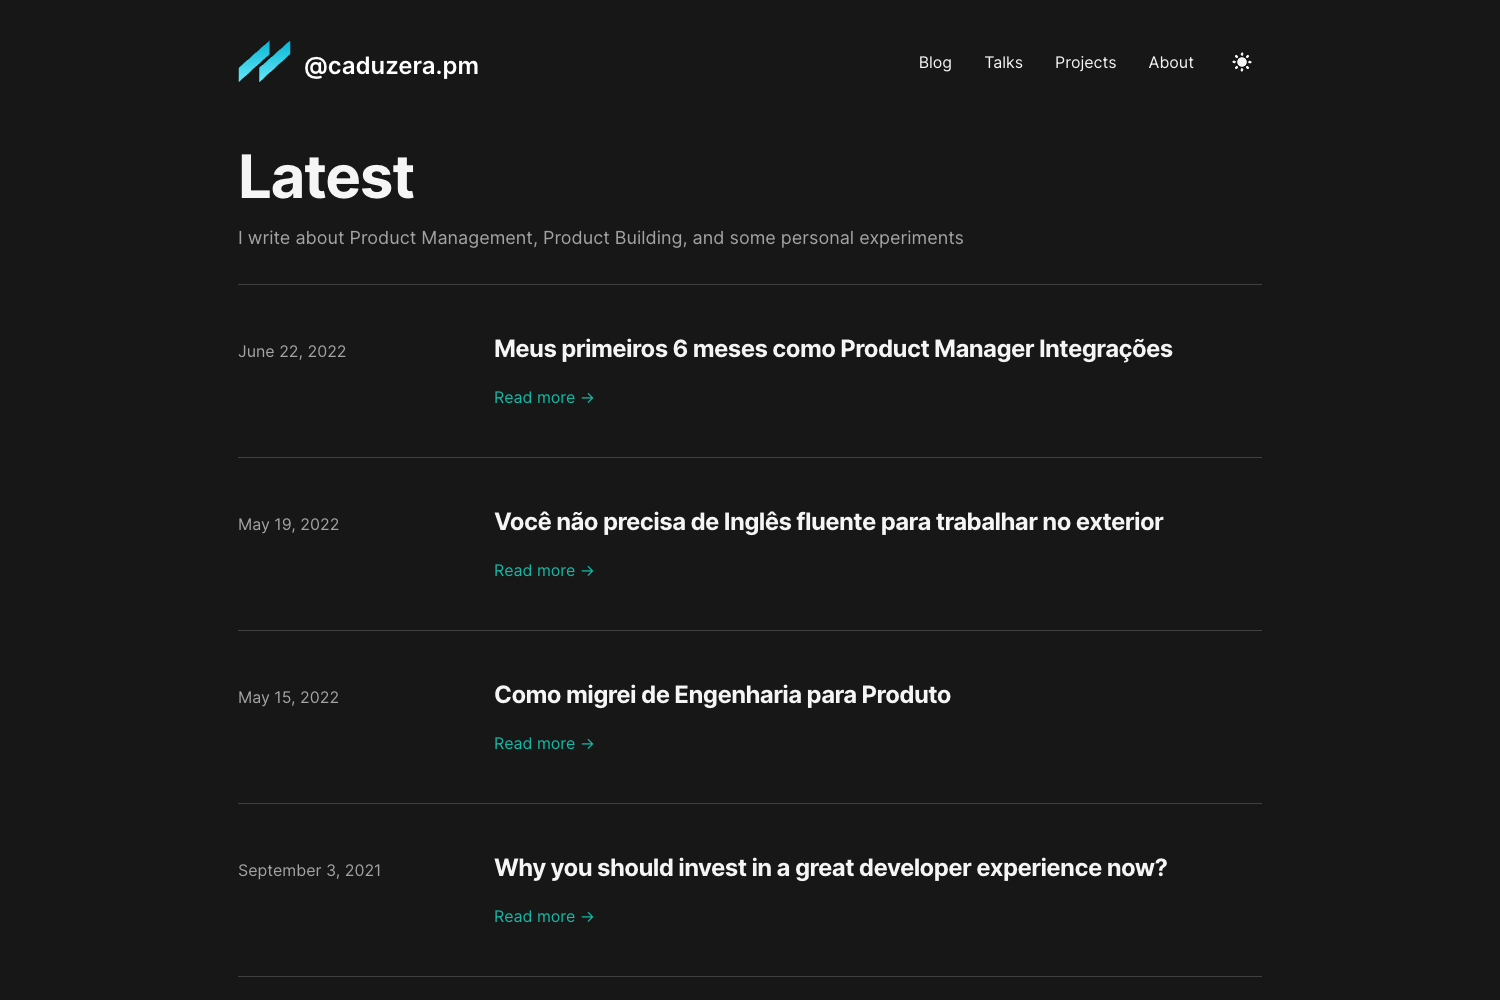 @caduzera.pm
Blog Talks Projects About
Latest
I write about Product Management, Product Building, and some personal experiments
June 22, 2022
Meus primeiros 6 meses como Product Manager Integrações
Read more →
May 19, 2022
Você não precisa de Inglês fluente para trabalhar no exterior
Read more →
May 15, 2022
Como migrei de Engenharia para Produto
Read more →
September 3, 2021
Why you should invest in a great developer experience now?
Read more →